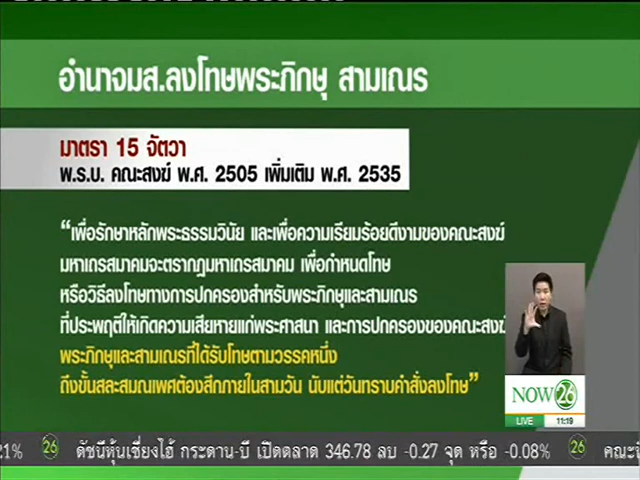 อำนาจมส.ลงโทษพระภิกษุ สามเณร
มาตรา 15 จัตวา
พ.ร.บ. คณะสงฆ์ พ.ศ. 2505 เพิ่มเติม พ.ศ. 2535
“เพื่อรักษาหลักพระธรรมวินัย และเพื่อความเรียบร้อยดีงามของคณะสงฆ์
มหาเถรสมาคมจะตรากฎมหาเถรสมาคม เพื่อกำหนดโทษ
หรือวิธีลงโทษทางการปกครองสำหรับพระภิกษุและสามเณร
ที่ประพฤติให้เกิดความเสียหายแก่พระศาสนา และการปกครองของคณะสงฆ์
พระภิกษุและสามเณรที่ได้รับโทษตามวรรคหนึ่ง
ถึงขั้นสละสมณเพศต้องสึกภายในสามวัน นับแต่วันทราบคำสั่งลงโทษ”
NOW26
LIVE 11:19
21% 26 ดัชนีหุ้นเซี่ยงไฮ้ กระดาน-บี เปิดตลาด 346.78 ลบ -0.27 จุด หรือ -0.08% 26